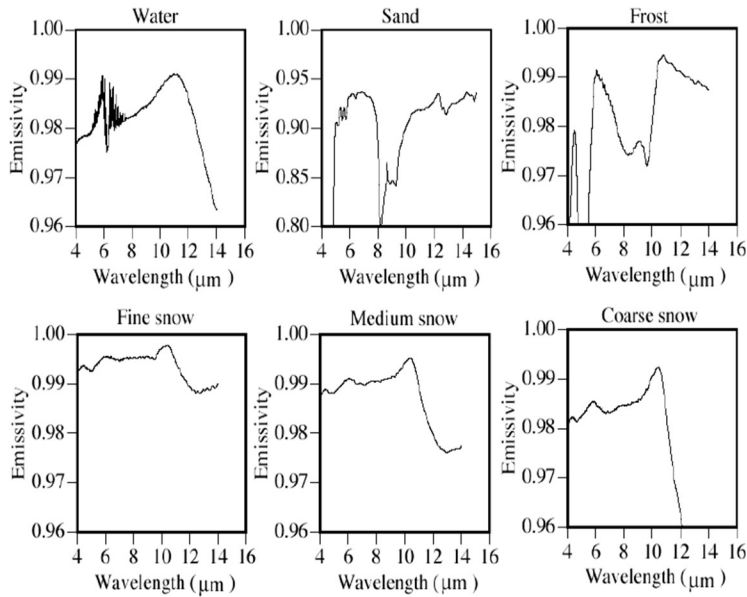 Water
Sand
Frost
1.00
0.99
0.98
0.97
0.96
Emissivity
4 6 8 10 12 14 16
Wavelength (μm )
1.00
0.95
0.90
0.85
0.80
Emissivity
4 6 8 10 12 14 16
Wavelength (μm )
1.00
0.99
0.98
0.97
0.96
Emissivity
4 6 8 10 12 14 16
Wavelength (μm )
Fine snow
Medium snow
Coarse snow
1.00
0.99
0.98
0.97
0.96
Emissivity
4 6 8 10 12 14 16
Wavelength (μm )
1.00
0.99
0.98
0.97
0.96
Emissivity
4 6 8 10 12 14 16
Wavelength (μm )
1.00
0.99
0.98
0.97
0.96
Emissivity
4 6 8 10 12 14 16
Wavelength (μm )